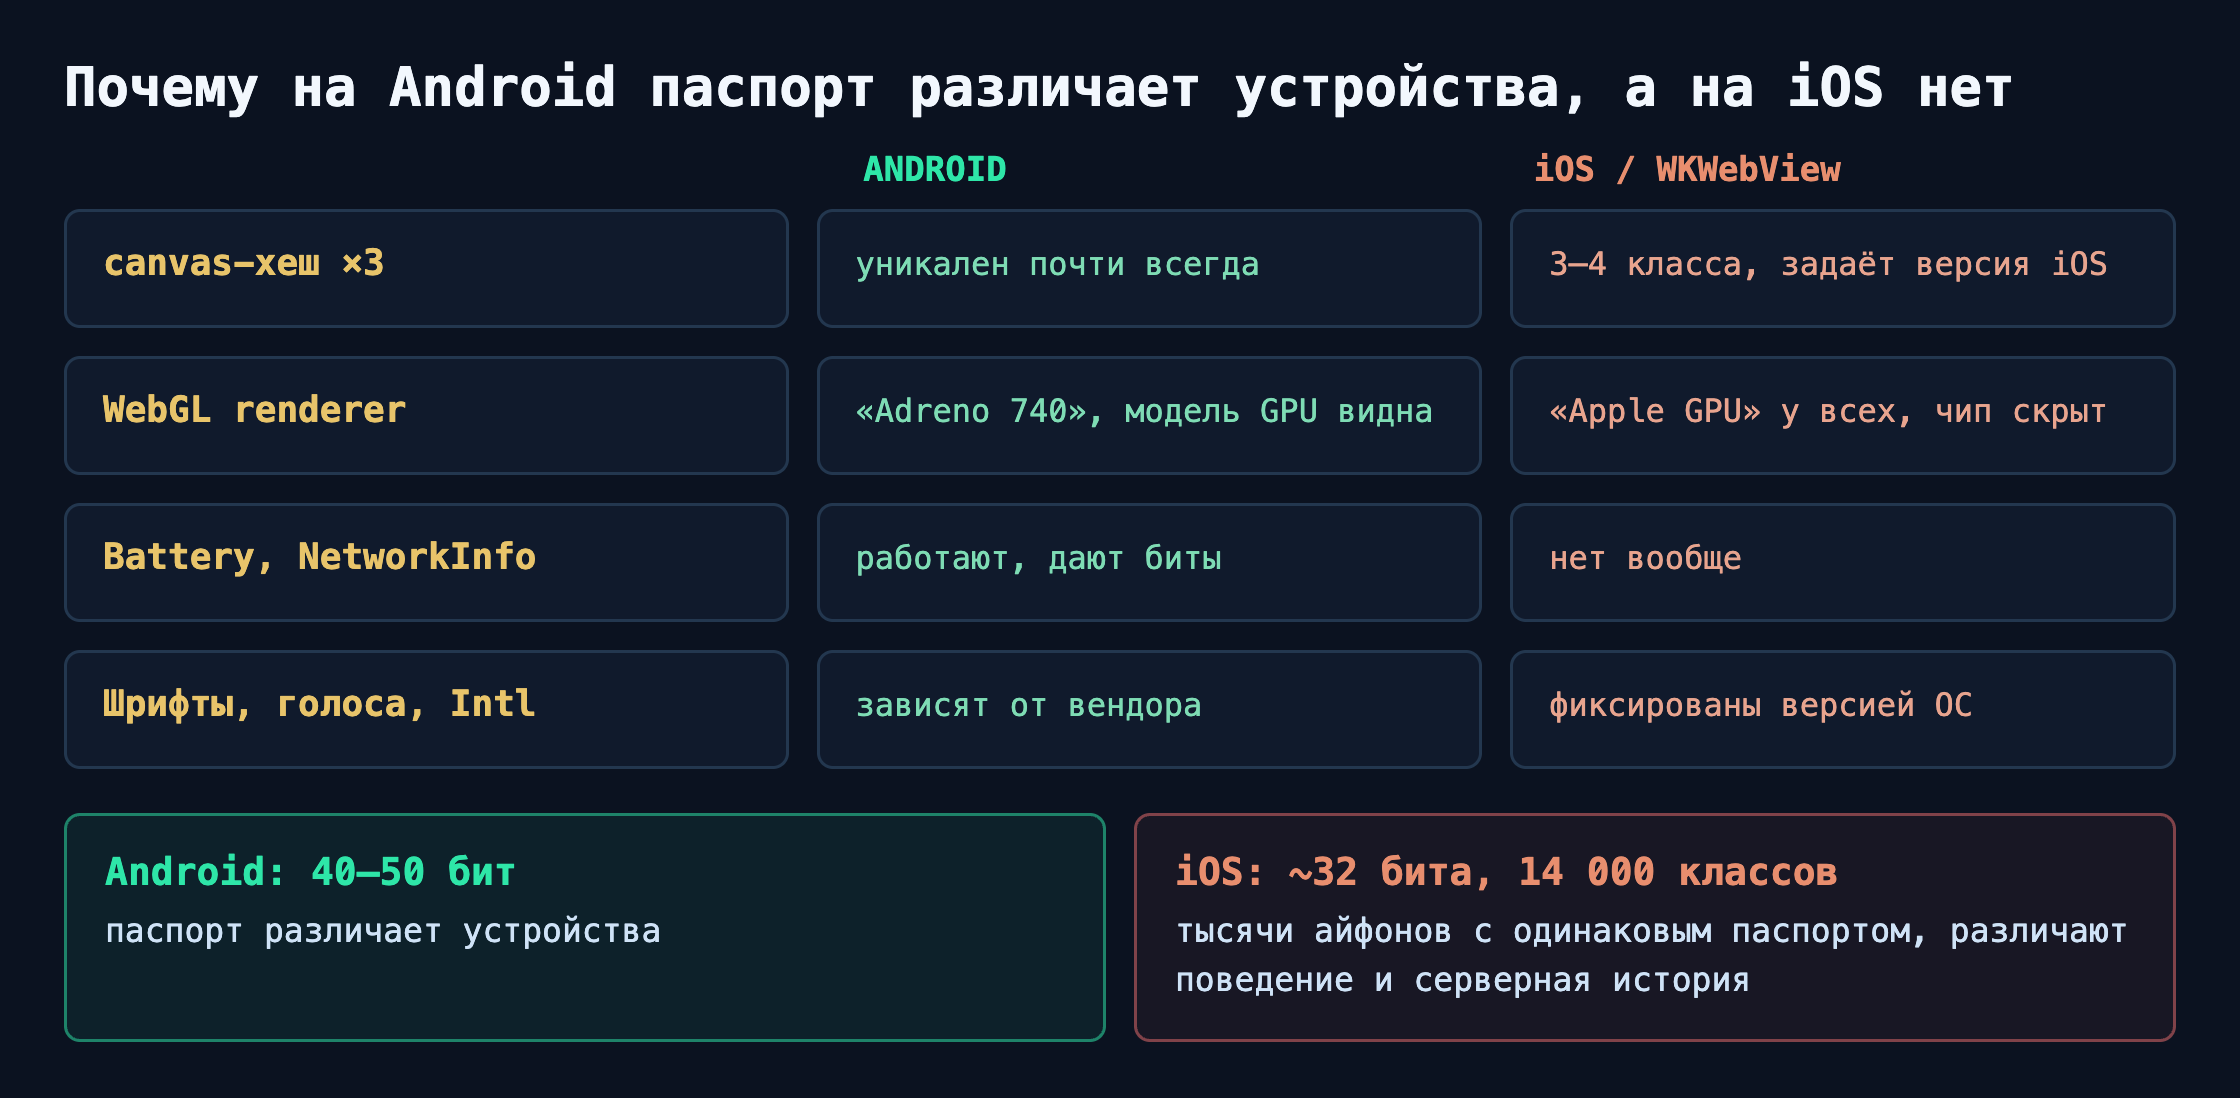 Почему на Android паспорт различает устройства, а на iOS нет
ANDROID
iOS / WKWebView
canvas–хеш ×3
уникален почти всегда
3–4 класса, задаёт версия iOS
WebGL renderer
«Adreno 740», модель GPU видна
«Apple GPU» у всех, чип скрыт
Battery, NetworkInfo
работают, дают биты
нет вообще
Шрифты, голоса, Intl
зависят от вендора
фиксированы версией ОС
Android: 40–50 бит
паспорт различает устройства
iOS: ~32 бита, 14 000 классов
тысячи айфонов с одинаковым паспортом, различают
поведение и серверная история